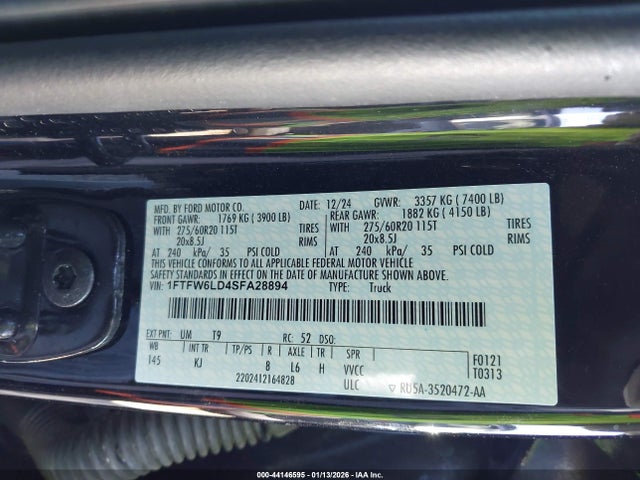 MFD. BY FORD MOTOR CO. 12/24 GVWR: 3357 KG ( 7400 LB)
FRONT GAWR: 1769 KG ( 3900 LB) REAR GAWR: 1882 KG ( 4150 LB)
WITH 275/60R20 115T TIRES WITH 275/60R20 115T TIRES
20x8.5J RIMS 20x8.5J RIMS
AT 240 kPa/ 35 PSI COLD AT 240 kPa/ 35 PSI COLD
THIS VEHICLE CONFORMS TO ALL APPLICABLE FEDERAL MOTOR VEHICLE
SAFETY STANDARDS IN EFFECT ON THE DATE OF MANUFACTURE SHOWN ABOVE.
VIN: 1FTFW6LD4SFA28894 TYPE: Truck
EXT PNT: UM T9 RC: 52 DSO:
WB INT TR TP/PS R AXLE TR SPR F0121
145 KJ 8 L6 H VVCC T0313
2202412164828 ULC ▽ RU5A-3520472-AA
000-44146595 - 01/13/2026 - IAA Inc.